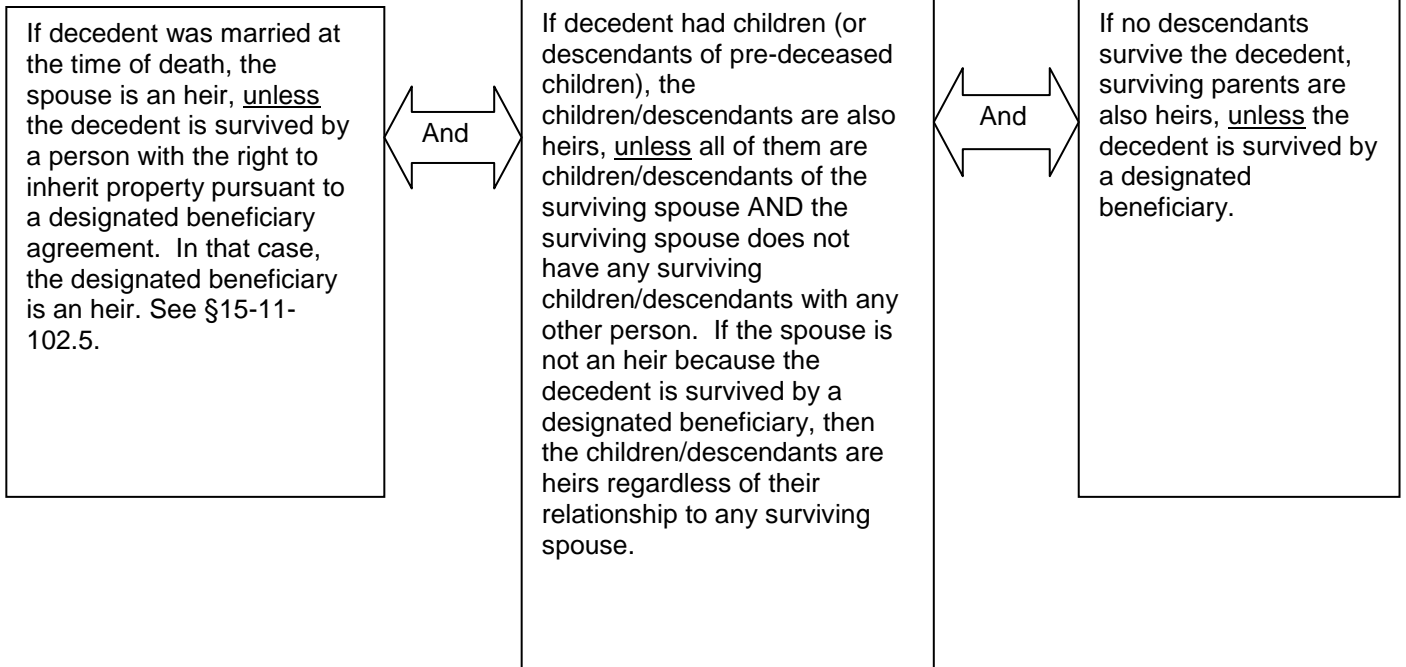 If decedent was married at
the time of death, the
spouse is an heir, unless
the decedent is survived by
a person with the right to
inherit property pursuant to
a designated beneficiary
agreement.  In that case,
the designated beneficiary
is an heir. See §15-11-
102.5.
And
If decedent had children (or
descendants of pre-deceased
children), the
children/descendants are also
heirs, unless all of them are
children/descendants of the
surviving spouse AND the
surviving spouse does not
have any surviving
children/descendants with any
other person.  If the spouse is
not an heir because the
decedent is survived by a
designated beneficiary, then
the children/descendants are
heirs regardless of their
relationship to any surviving
spouse.
And
If no descendants
survive the decedent,
surviving parents are
also heirs, unless the
decedent is survived by
a designated
beneficiary.